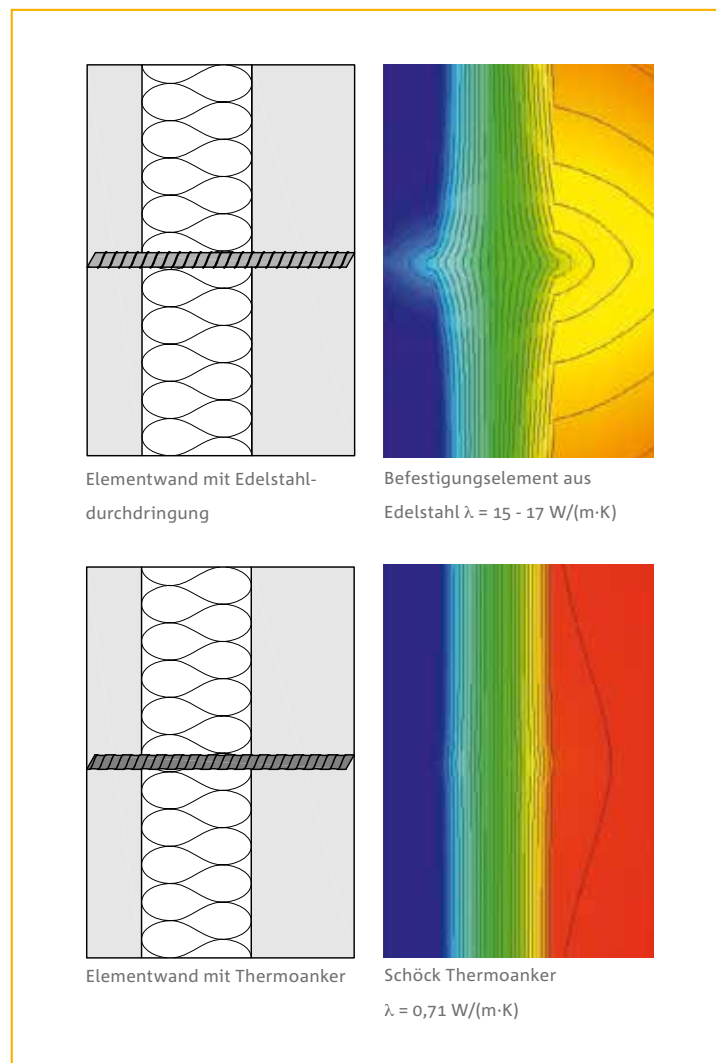 Elementwand mit Edelstahl-
durchdringung
Befestigungselement aus
Edelstahl λ = 15 - 17 W/(m·K)
Elementwand mit Thermoanker
Schöck Thermoanker
λ = 0,71 W/(m·K)